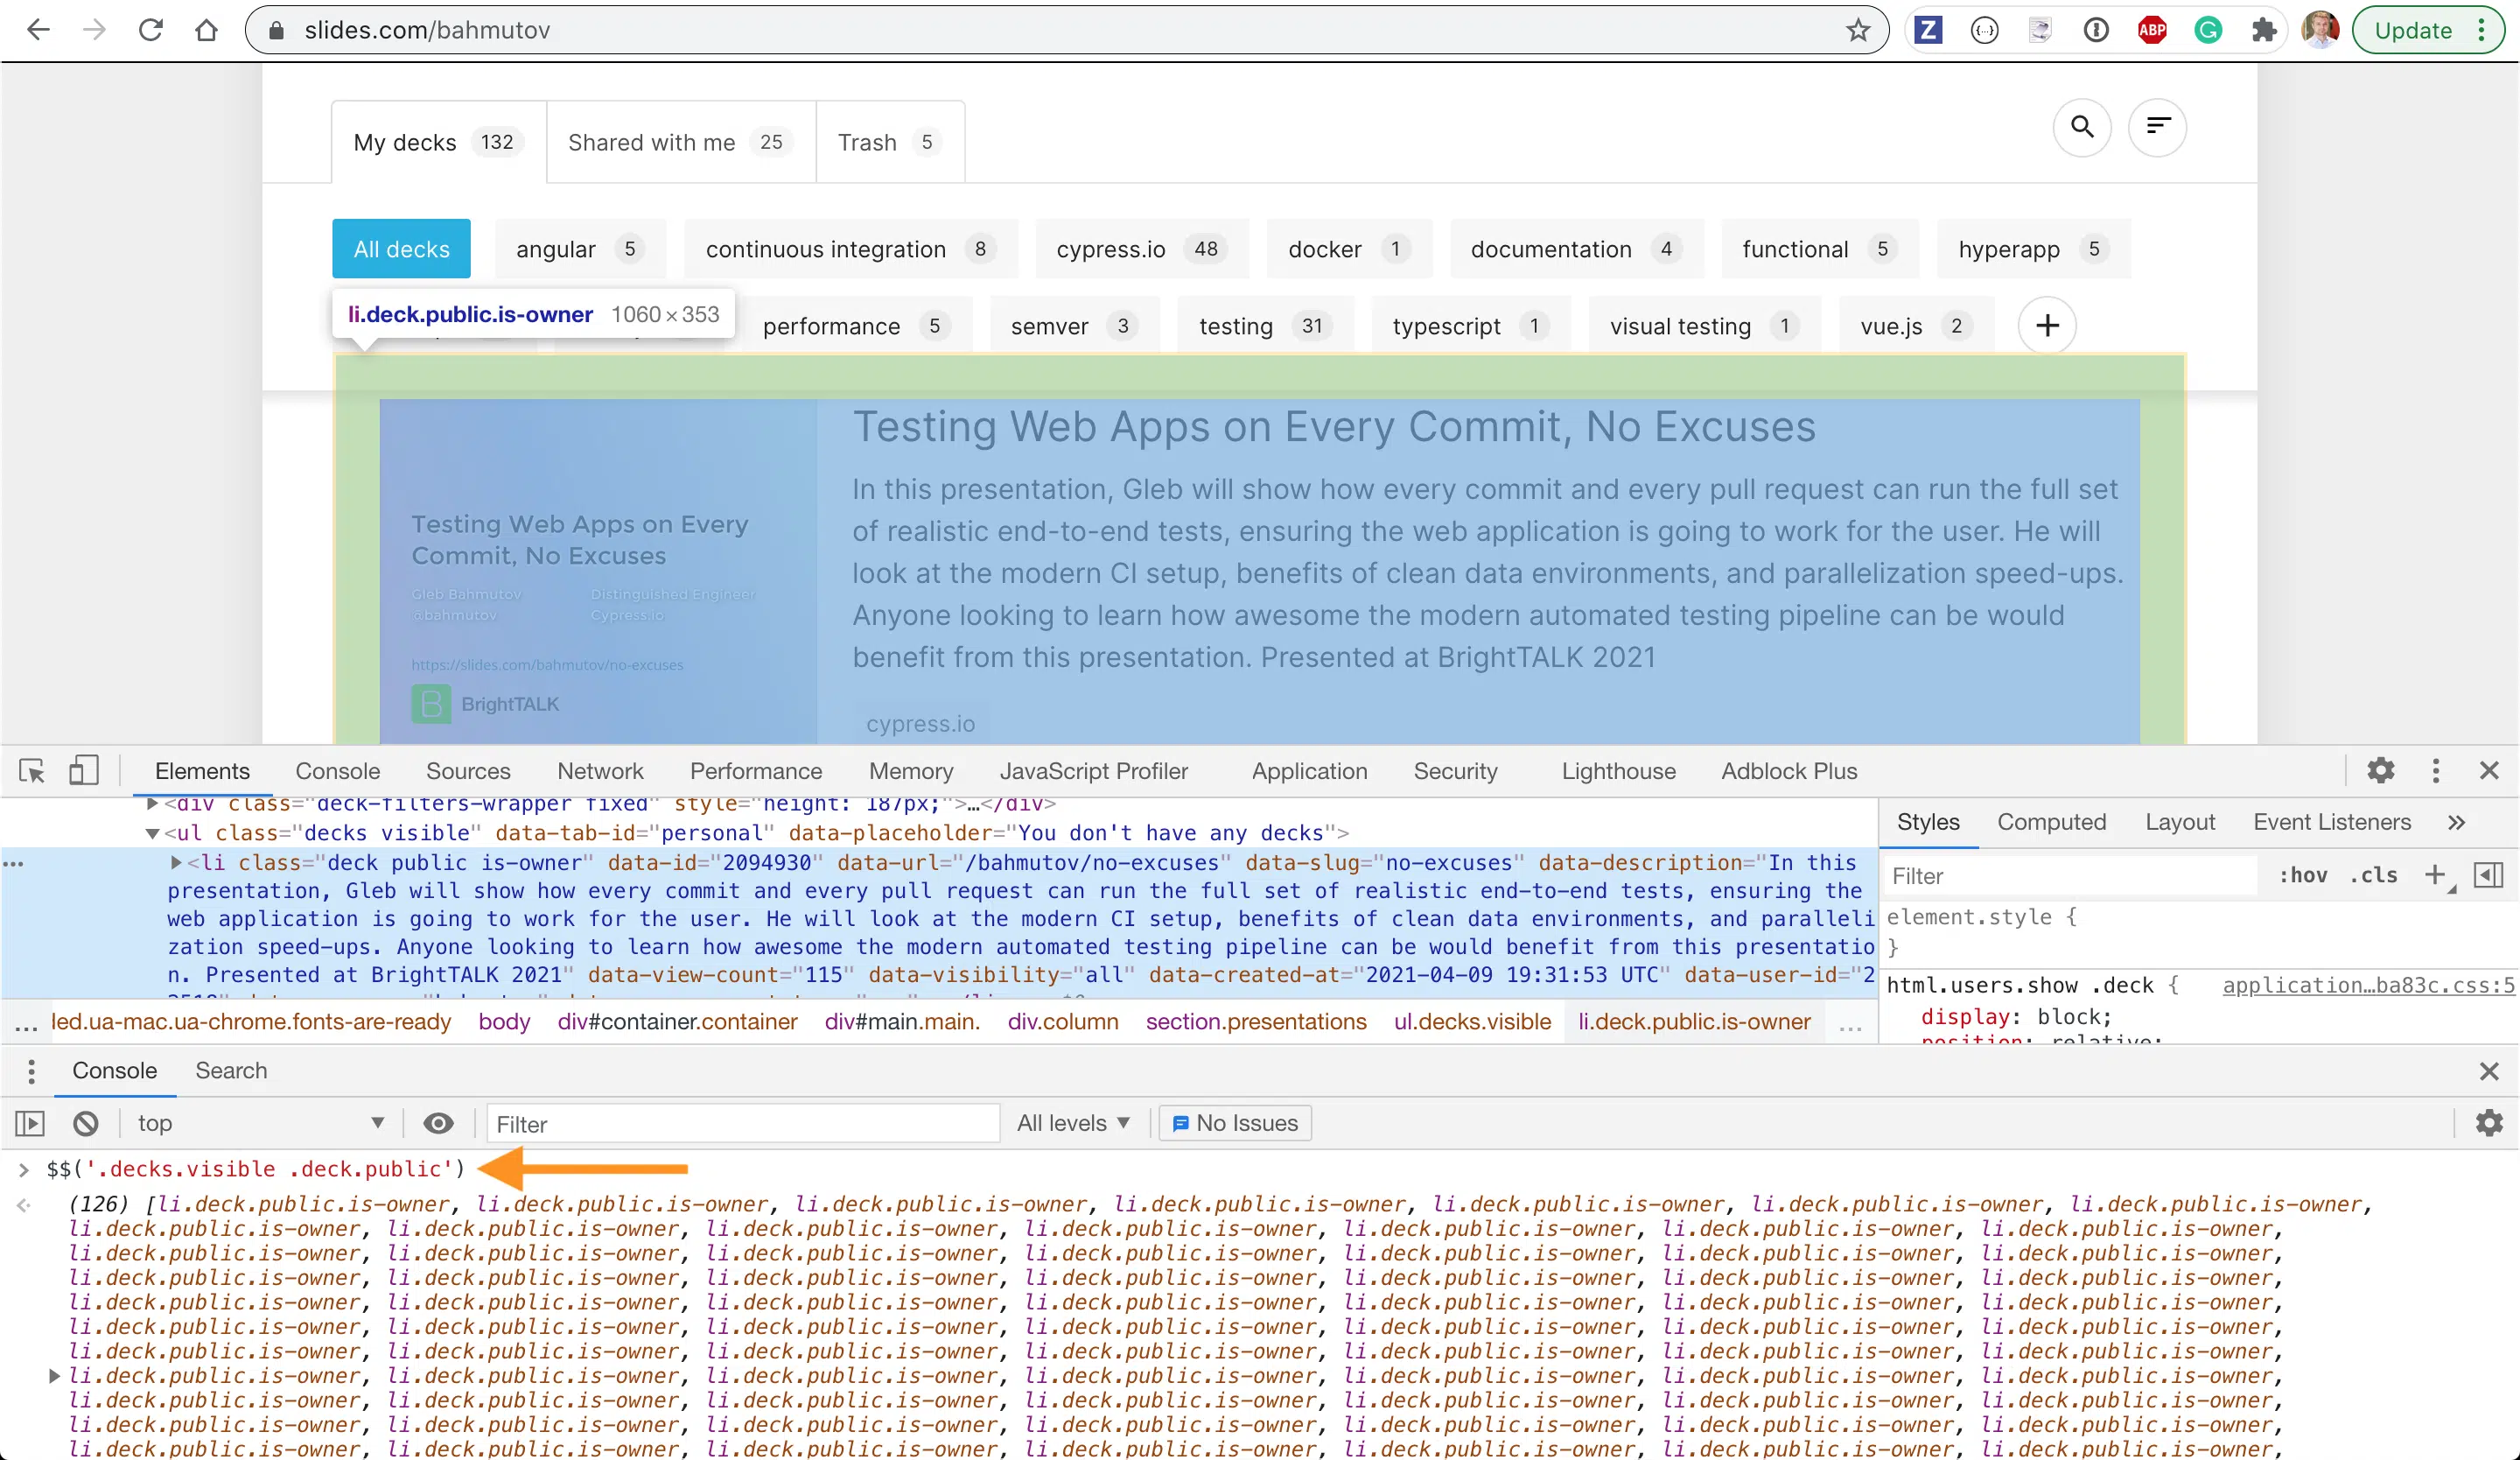 slides.com/bahmutov
Update
My decks 132
Shared with me 25
Trash 5
All decks
angular 5
continuous integration 8
cypress.io 48
docker 1
documentation 4
functional 5
hyperapp 5
li.deck.public.is-owner 1060 × 353
performance 5
semver 3
testing 31
typescript 1
visual testing 1
vue.js 2
Testing Web Apps on Every
Commit, No Excuses
Gleb Bahmutov
@bahmutov
Distinguished Engineer
Cypress.io
https://slides.com/bahmutov/no-excuses
BrightTALK
Testing Web Apps on Every Commit, No Excuses
In this presentation, Gleb will show how every commit and every pull request can run the full set
of realistic end-to-end tests, ensuring the web application is going to work for the user. He will
look at the modern CI setup, benefits of clean data environments, and parallelization speed-ups.
Anyone looking to learn how awesome the modern automated testing pipeline can be would
benefit from this presentation. Presented at BrightTALK 2021
cypress.io
Elements Console Sources Network Performance Memory JavaScript Profiler Application Security Lighthouse Adblock Plus
<div class="deck-filters-wrapper fixed" style="height: 187px;">…</div>
<ul class="decks visible" data-tab-id="personal" data-placeholder="You don't have any decks">
<li class="deck public is-owner" data-id="2094930" data-url="/bahmutov/no-excuses" data-slug="no-excuses" data-description="In this
presentation, Gleb will show how every commit and every pull request can run the full set of realistic end-to-end tests, ensuring the
web application is going to work for the user. He will look at the modern CI setup, benefits of clean data environments, and paralleli
zation speed-ups. Anyone looking to learn how awesome the modern automated testing pipeline can be would benefit from this presentatio
n. Presented at BrightTALK 2021" data-view-count="115" data-visibility="all" data-created-at="2021-04-09 19:31:53 UTC" data-user-id="2
... led.ua-mac.ua-chrome.fonts-are-ready body div#container.container div#main.main. div.column section.presentations ul.decks.visible li.deck.public.is-owner ...
Styles Computed Layout Event Listeners »
Filter :hov .cls +
element.style {
}
html.users.show .deck { application…ba83c.css:5
display: block;
position: relative;
Console Search
top Filter All levels ▼ No Issues
> $$('.decks.visible .deck.public')
(126) [li.deck.public.is-owner, li.deck.public.is-owner, li.deck.public.is-owner, li.deck.public.is-owner, li.deck.public.is-owner, li.deck.public.is-owner, li.deck.public.is-owner,
li.deck.public.is-owner, li.deck.public.is-owner, li.deck.public.is-owner, li.deck.public.is-owner, li.deck.public.is-owner, li.deck.public.is-owner, li.deck.public.is-owner,
li.deck.public.is-owner, li.deck.public.is-owner, li.deck.public.is-owner, li.deck.public.is-owner, li.deck.public.is-owner, li.deck.public.is-owner, li.deck.public.is-owner,
li.deck.public.is-owner, li.deck.public.is-owner, li.deck.public.is-owner, li.deck.public.is-owner, li.deck.public.is-owner, li.deck.public.is-owner, li.deck.public.is-owner,
li.deck.public.is-owner, li.deck.public.is-owner, li.deck.public.is-owner, li.deck.public.is-owner, li.deck.public.is-owner, li.deck.public.is-owner, li.deck.public.is-owner,
li.deck.public.is-owner, li.deck.public.is-owner, li.deck.public.is-owner, li.deck.public.is-owner, li.deck.public.is-owner, li.deck.public.is-owner, li.deck.public.is-owner,
li.deck.public.is-owner, li.deck.public.is-owner, li.deck.public.is-owner, li.deck.public.is-owner, li.deck.public.is-owner, li.deck.public.is-owner, li.deck.public.is-owner,
li.deck.public.is-owner, li.deck.public.is-owner, li.deck.public.is-owner, li.deck.public.is-owner, li.deck.public.is-owner, li.deck.public.is-owner, li.deck.public.is-owner,
li.deck.public.is-owner, li.deck.public.is-owner, li.deck.public.is-owner, li.deck.public.is-owner, li.deck.public.is-owner, li.deck.public.is-owner, li.deck.public.is-owner,
li.deck.public.is-owner, li.deck.public.is-owner, li.deck.public.is-owner, li.deck.public.is-owner, li.deck.public.is-owner, li.deck.public.is-owner, li.deck.public.is-owner,
li.deck.public.is-owner, li.deck.public.is-owner, li.deck.public.is-owner, li.deck.public.is-owner, li.deck.public.is-owner, li.deck.public.is-owner, li.deck.public.is-owner,